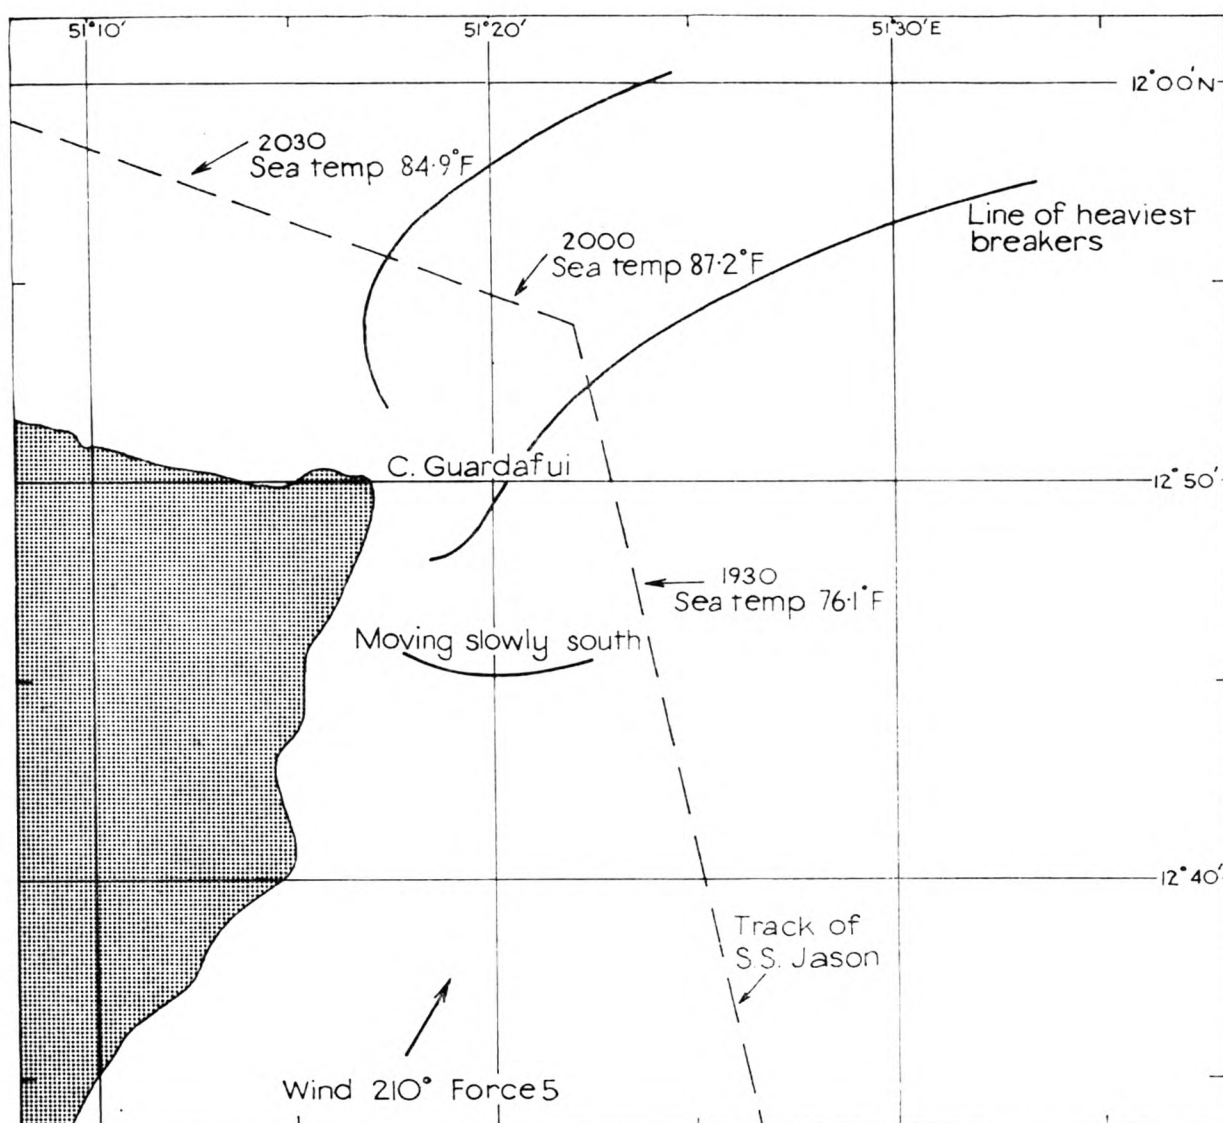 51°10' 51°20' 51°30'E
12°00'N
2030
Sea temp 84·9°F
Line of heaviest
breakers
2000
Sea temp 87·2°F
C. Guardafui
12°50'
1930
Sea temp 76·1°F
Moving slowly south
12°40'
Track of
S.S. Jason
Wind 210° Force 5